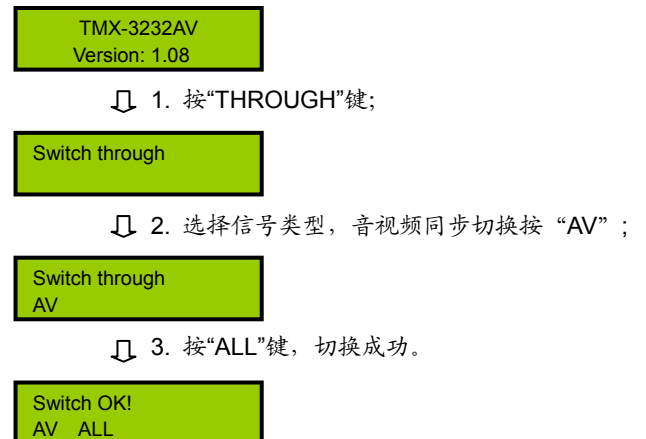 TMX-3232AV
Version: 1.08
1. 按“THROUGH”键;
Switch through
2. 选择信号类型，音视频同步切换按“AV”;
Switch through
AV
3. 按“ALL”键，切换成功。
Switch OK!
AV ALL